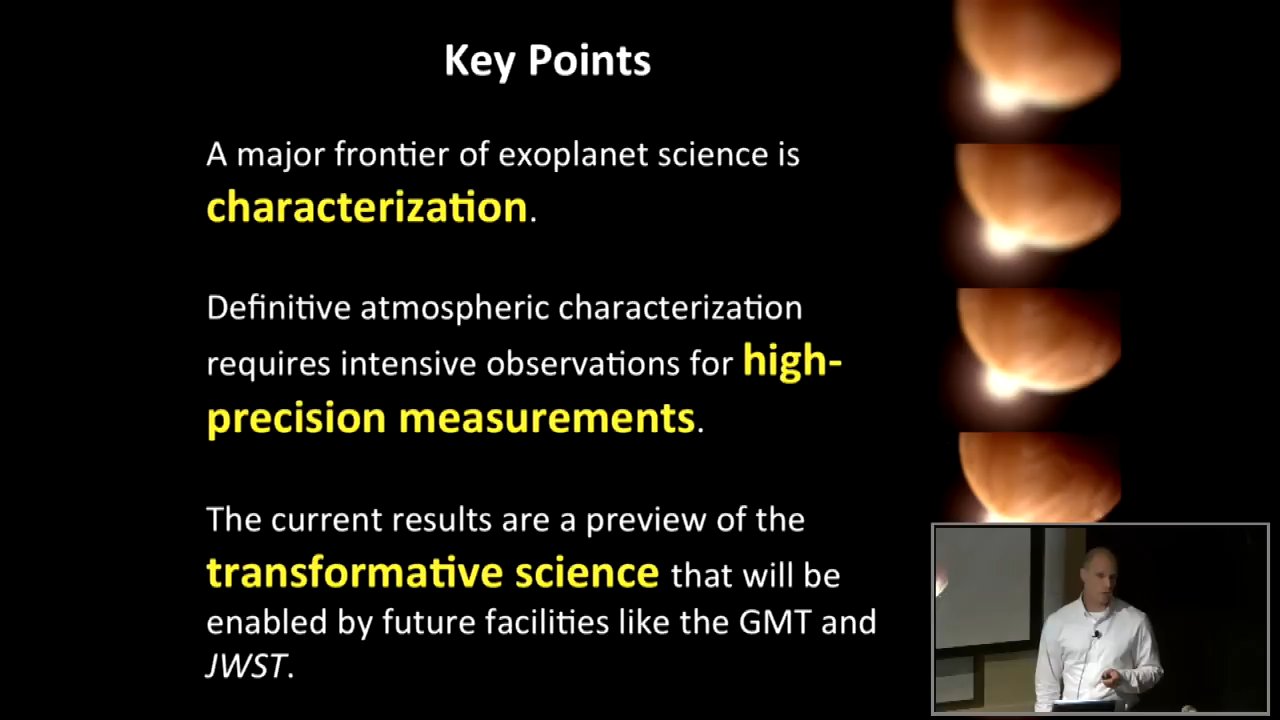 Key Points
A major frontier of exoplanet science is
characterization.
Definitive atmospheric characterization
requires intensive observations for high-
precision measurements.
The current results are a preview of the
transformative science that will be
enabled by future facilities like the GMT and
JWST.